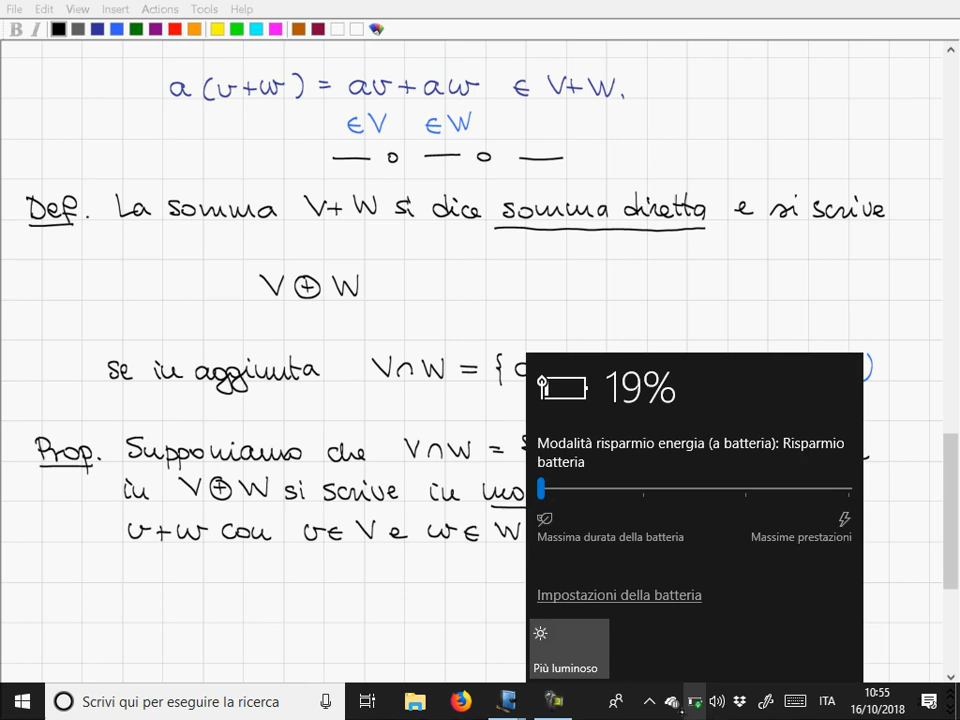 File Edit View Insert Actions Tools Help
B I
a (v+w) = av + aw ∈ V+W.
∈V ∈W
Def. La somma V+W si dice somma diretta e si scrive
V ⊕ W
se in aggiunta V∩W = {0
Prop. Supponiamo che V∩W =
in V⊕W si scrive in mo
v+w con v∈V e w∈W
19%
Modalità risparmio energia (a batteria): Risparmio
batteria
Massima durata della batteria Massime prestazioni
Impostazioni della batteria
Più luminoso
Scrivi qui per eseguire la ricerca
ITA
10:55
16/10/2018